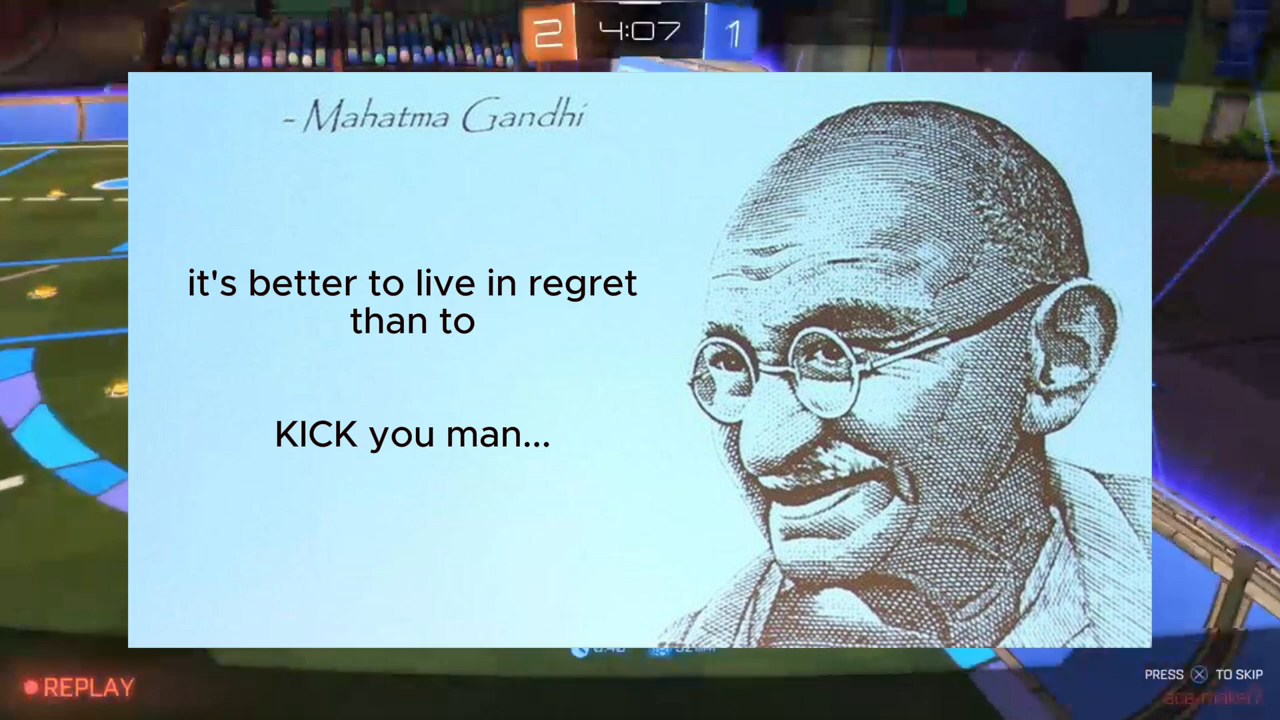 2 4:07 1
- Mahatma Gandhi
it's better to live in regret
than to
KICK you man...
REPLAY
PRESS TO SKIP